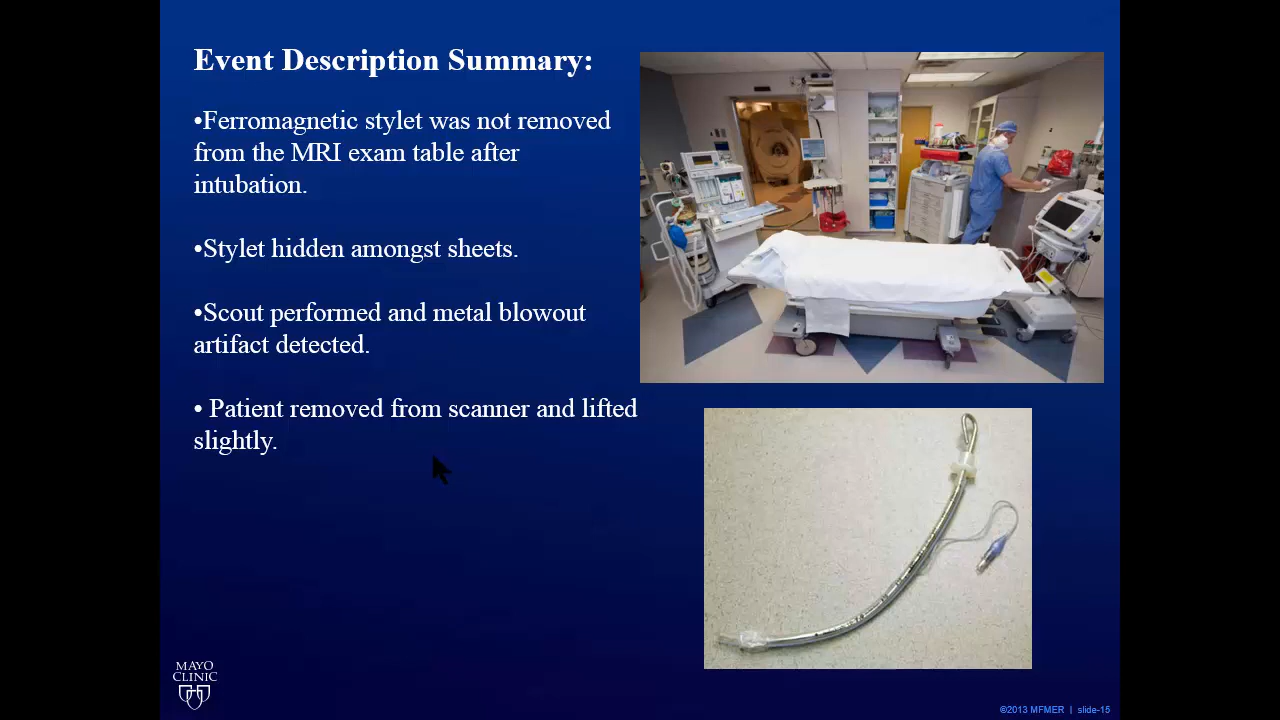 Event Description Summary:
•Ferromagnetic stylet was not removed
from the MRI exam table after
intubation.
•Stylet hidden amongst sheets.
•Scout performed and metal blowout
artifact detected.
• Patient removed from scanner and lifted
slightly.
MAYO
CLINIC
©2013 MFMER | slide-15